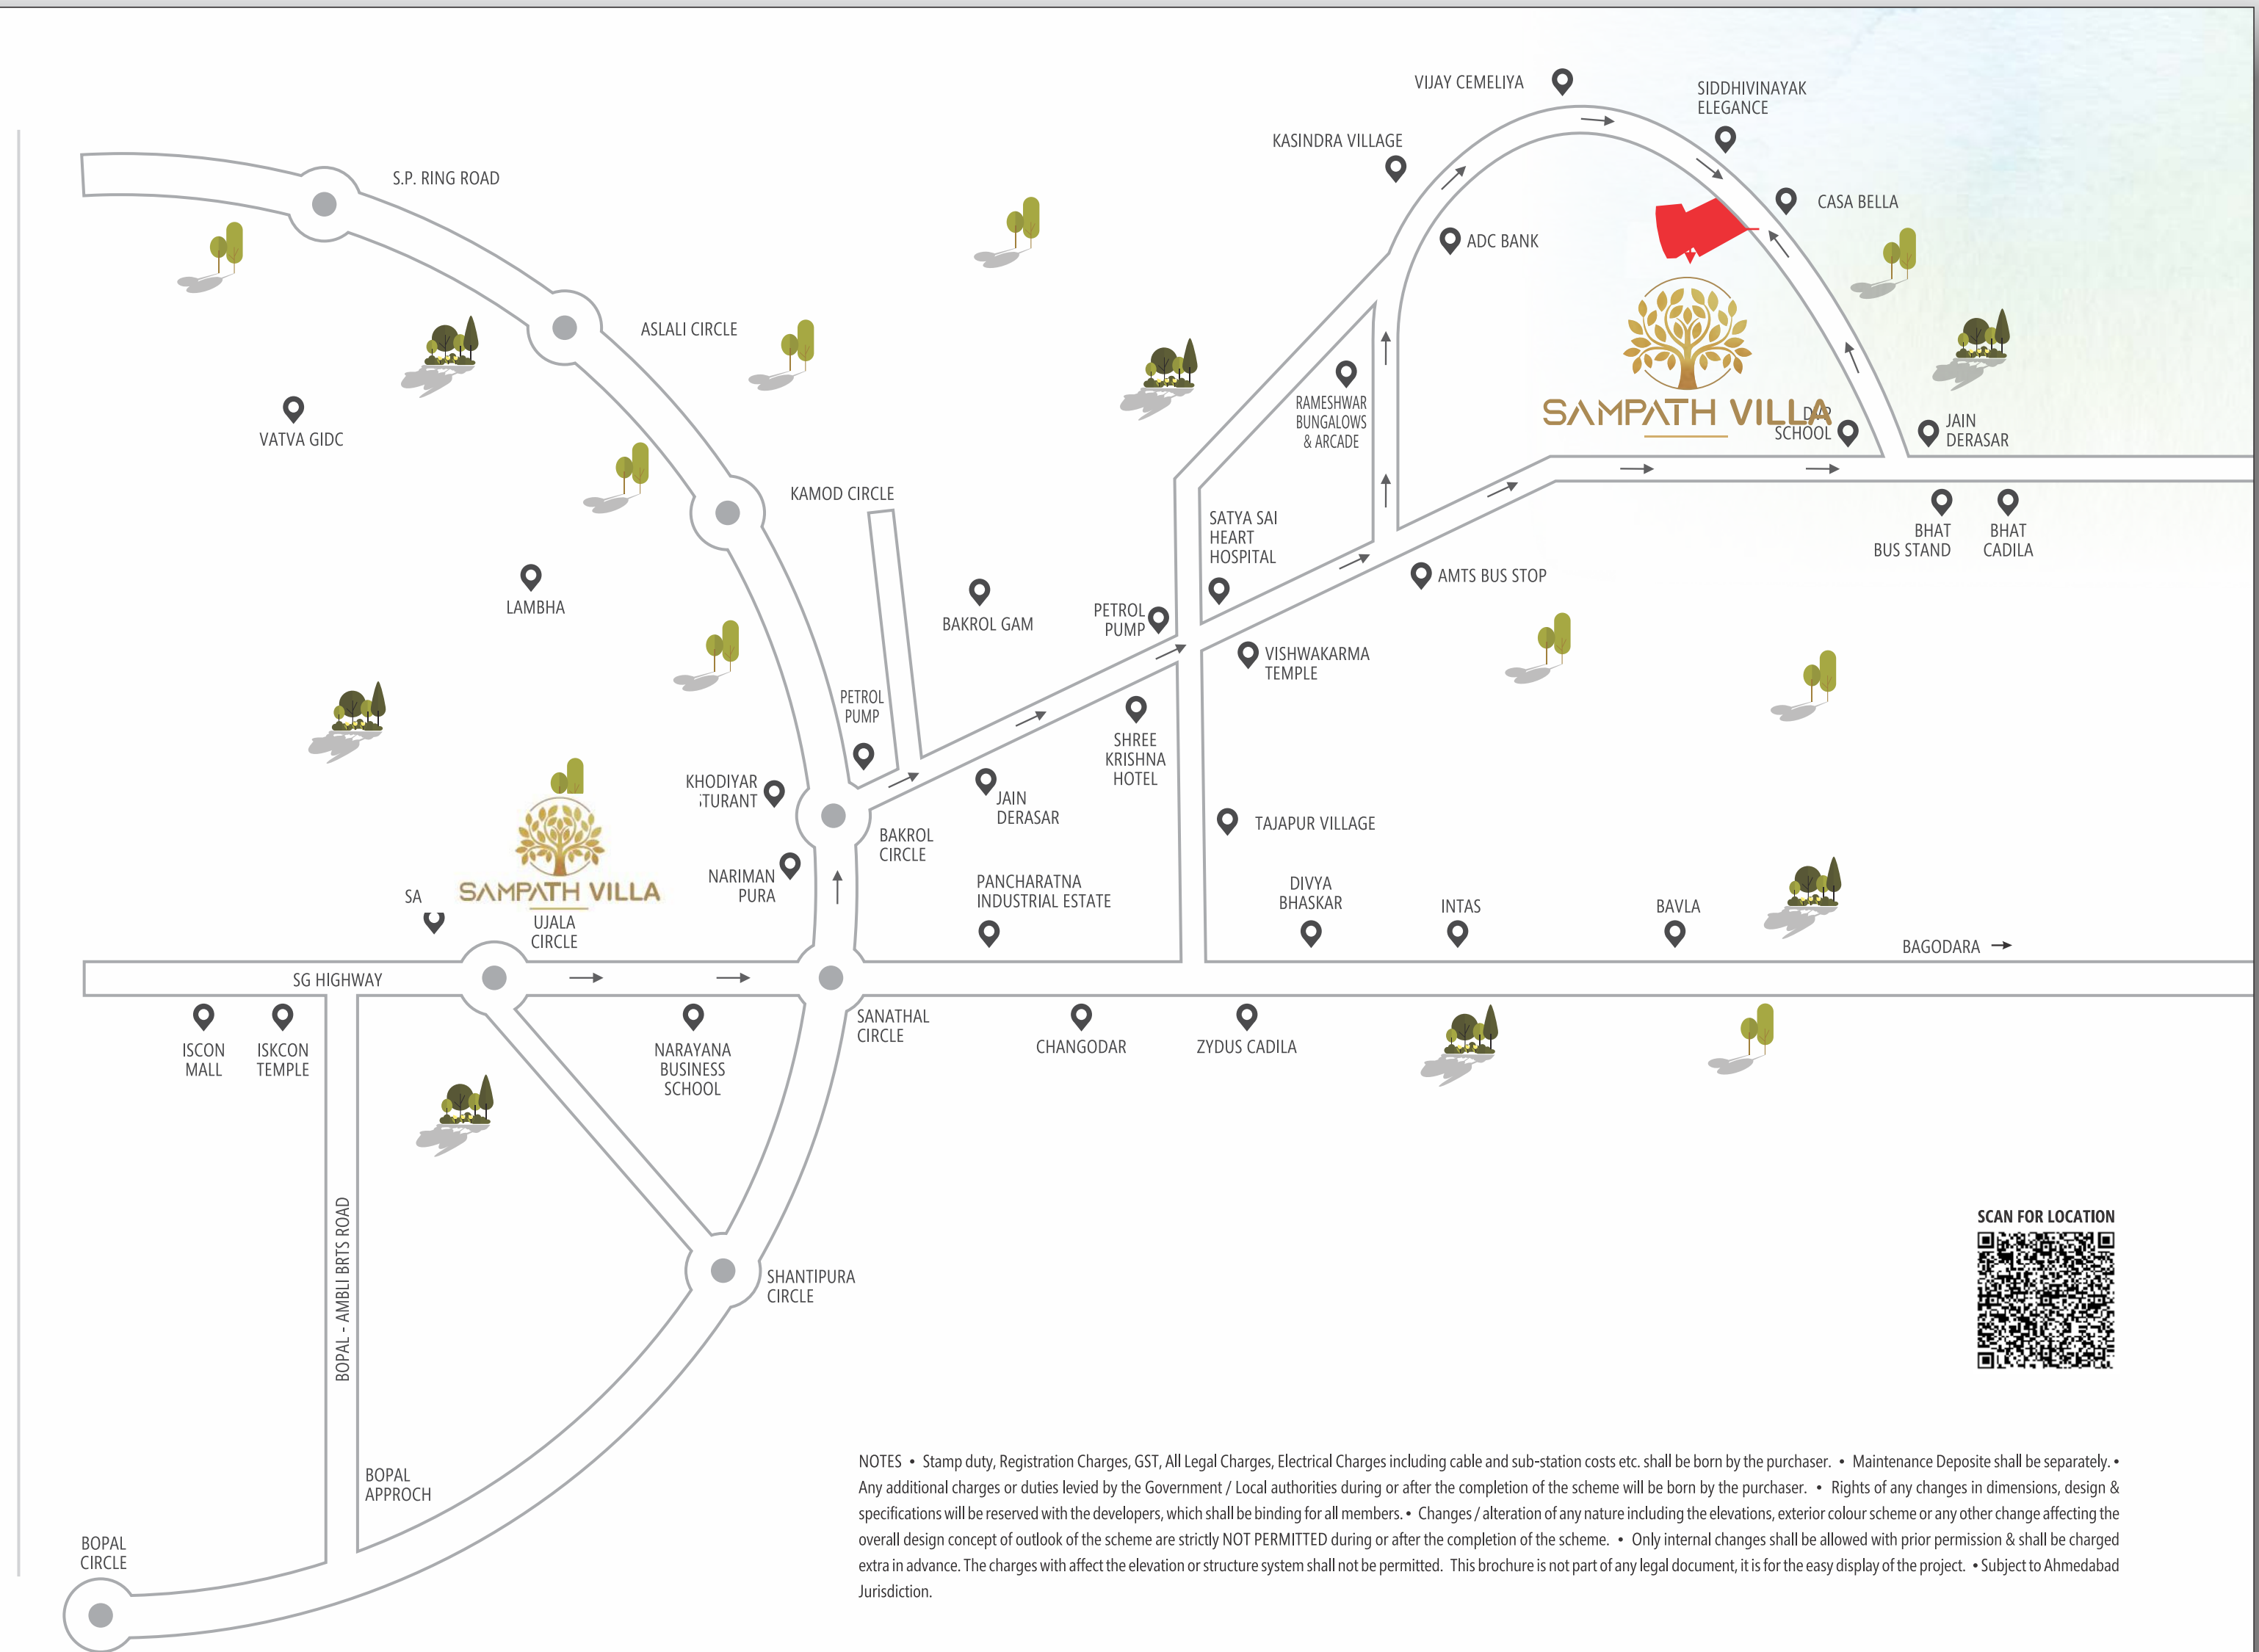 VIJAY CEMELIYA
SIDDHIVINAYAK
ELEGANCE
KASINDRA VILLAGE
S.P. RING ROAD
CASA BELLA
ADC BANK
ASLALI CIRCLE
RAMESHWAR
BUNGALOWS
& ARCADE
SAMPATH VILLA
SCHOOL
JAIN
DERASAR
VATVA GIDC
KAMOD CIRCLE
SATYA SAI
HEART
HOSPITAL
BHAT
BUS STAND
BHAT
CADILA
AMTS BUS STOP
LAMBHA
BAKROL GAM
PETROL
PUMP
VISHWAKARMA
TEMPLE
PETROL
PUMP
SHREE
KRISHNA
HOTEL
KHODIYAR
TURANT
JAIN
DERASAR
BAKROL
CIRCLE
TAJAPUR VILLAGE
NARIMAN
PURA
PANCHARATNA
INDUSTRIAL ESTATE
DIVYA
BHASKAR
INTAS
BAVLA
SA
SAMPATH VILLA
UJALA
CIRCLE
BAGODARA
SG HIGHWAY
ISCON
MALL
ISKCON
TEMPLE
NARAYANA
BUSINESS
SCHOOL
SANATHAL
CIRCLE
CHANGODAR
ZYDUS CADILA
BOPAL - AMBLI BRTS ROAD
SHANTIPURA
CIRCLE
SCAN FOR LOCATION
BOPAL
APPROCH
BOPAL
CIRCLE
NOTES • Stamp duty, Registration Charges, GST, All Legal Charges, Electrical Charges including cable and sub-station costs etc. shall be born by the purchaser. • Maintenance Deposite shall be separately. •
Any additional charges or duties levied by the Government / Local authorities during or after the completion of the scheme will be born by the purchaser. • Rights of any changes in dimensions, design &
specifications will be reserved with the developers, which shall be binding for all members. • Changes / alteration of any nature including the elevations, exterior colour scheme or any other change affecting the
overall design concept of outlook of the scheme are strictly NOT PERMITTED during or after the completion of the scheme. • Only internal changes shall be allowed with prior permission & shall be charged
extra in advance. The charges with affect the elevation or structure system shall not be permitted. This brochure is not part of any legal document, it is for the easy display of the project. • Subject to Ahmedabad
Jurisdiction.